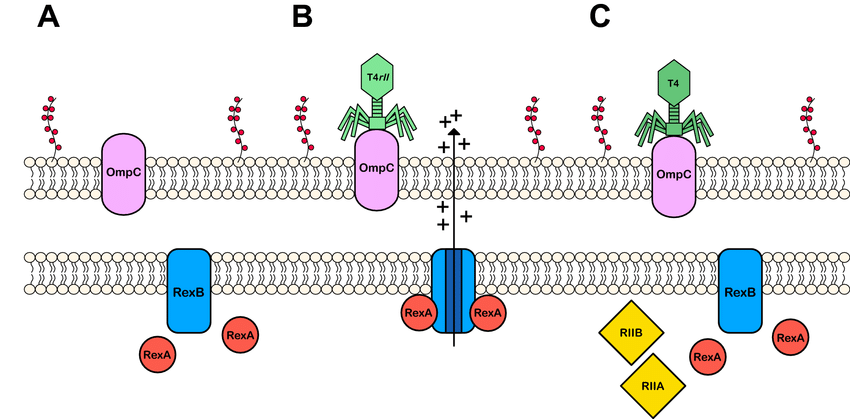 A
OmpC
RexB
RexA
RexA
B
T4rII
OmpC
+
+
+
+
+
+
+
RexA
RexA
C
T4
OmpC
RexB
RIIB
RIIA
RexA
RexA